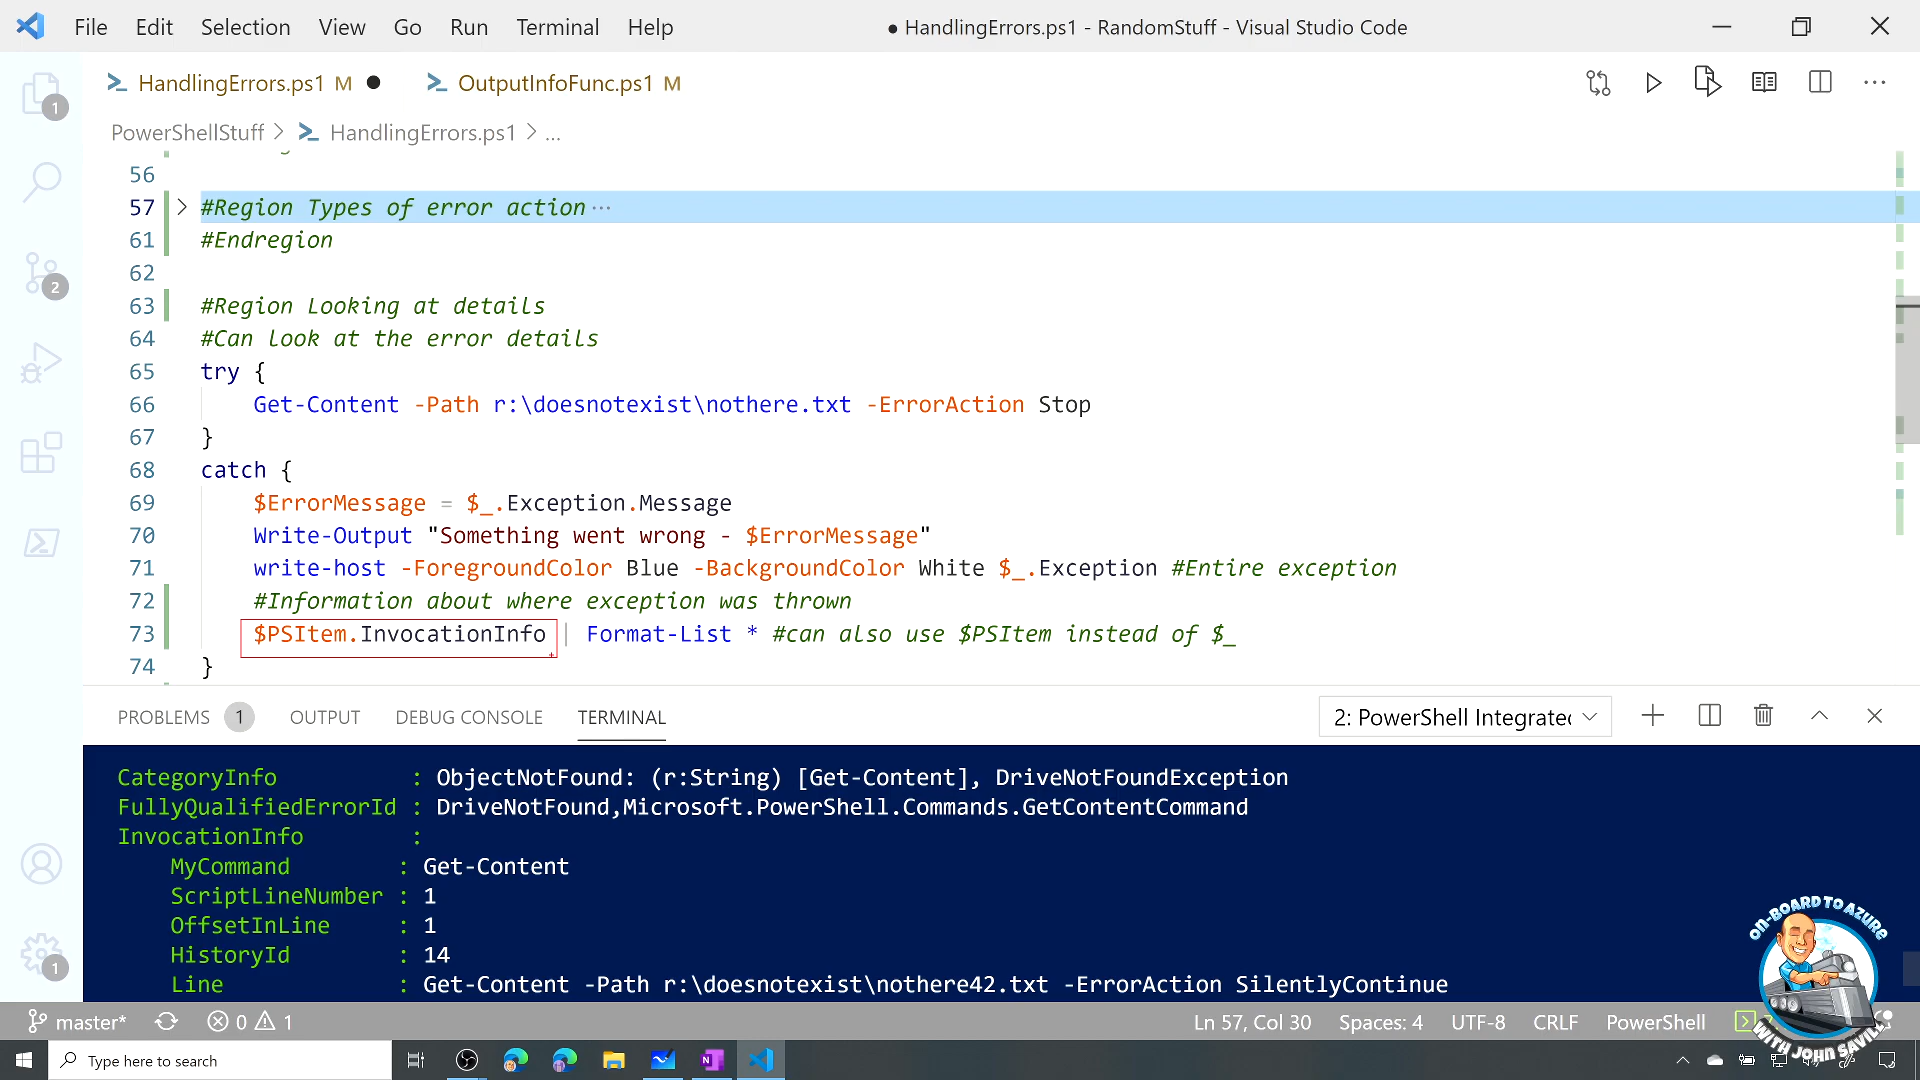 File Edit Selection View Go Run Terminal Help
● HandlingErrors.ps1 - RandomStuff - Visual Studio Code
HandlingErrors.ps1 M ●
OutputInfoFunc.ps1 M
PowerShellStuff > HandlingErrors.ps1 > ...
56
57 > #Region Types of error action ···
61 #Endregion
62
63 #Region Looking at details
64 #Can look at the error details
65 try {
66 Get-Content -Path r:\doesnotexist\nothere.txt -ErrorAction Stop
67 }
68 catch {
69 $ErrorMessage = $_.Exception.Message
70 Write-Output "Something went wrong - $ErrorMessage"
71 write-host -ForegroundColor Blue -BackgroundColor White $_.Exception #Entire exception
72 #Information about where exception was thrown
73 $PSItem.InvocationInfo | Format-List * #can also use $PSItem instead of $_
74 }
1
2
1
PROBLEMS 1 OUTPUT DEBUG CONSOLE TERMINAL
2: PowerShell Integrated
CategoryInfo : ObjectNotFound: (r:String) [Get-Content], DriveNotFoundException
FullyQualifiedErrorId : DriveNotFound,Microsoft.PowerShell.Commands.GetContentCommand
InvocationInfo :
MyCommand : Get-Content
ScriptLineNumber : 1
OffsetInLine : 1
HistoryId : 14
Line : Get-Content -Path r:\doesnotexist\nothere42.txt -ErrorAction SilentlyContinue
ON-BOARD TO AZURE
WITH JOHN SAVILL
master* 0 1
Ln 57, Col 30 Spaces: 4 UTF-8 CRLF PowerShell
Type here to search